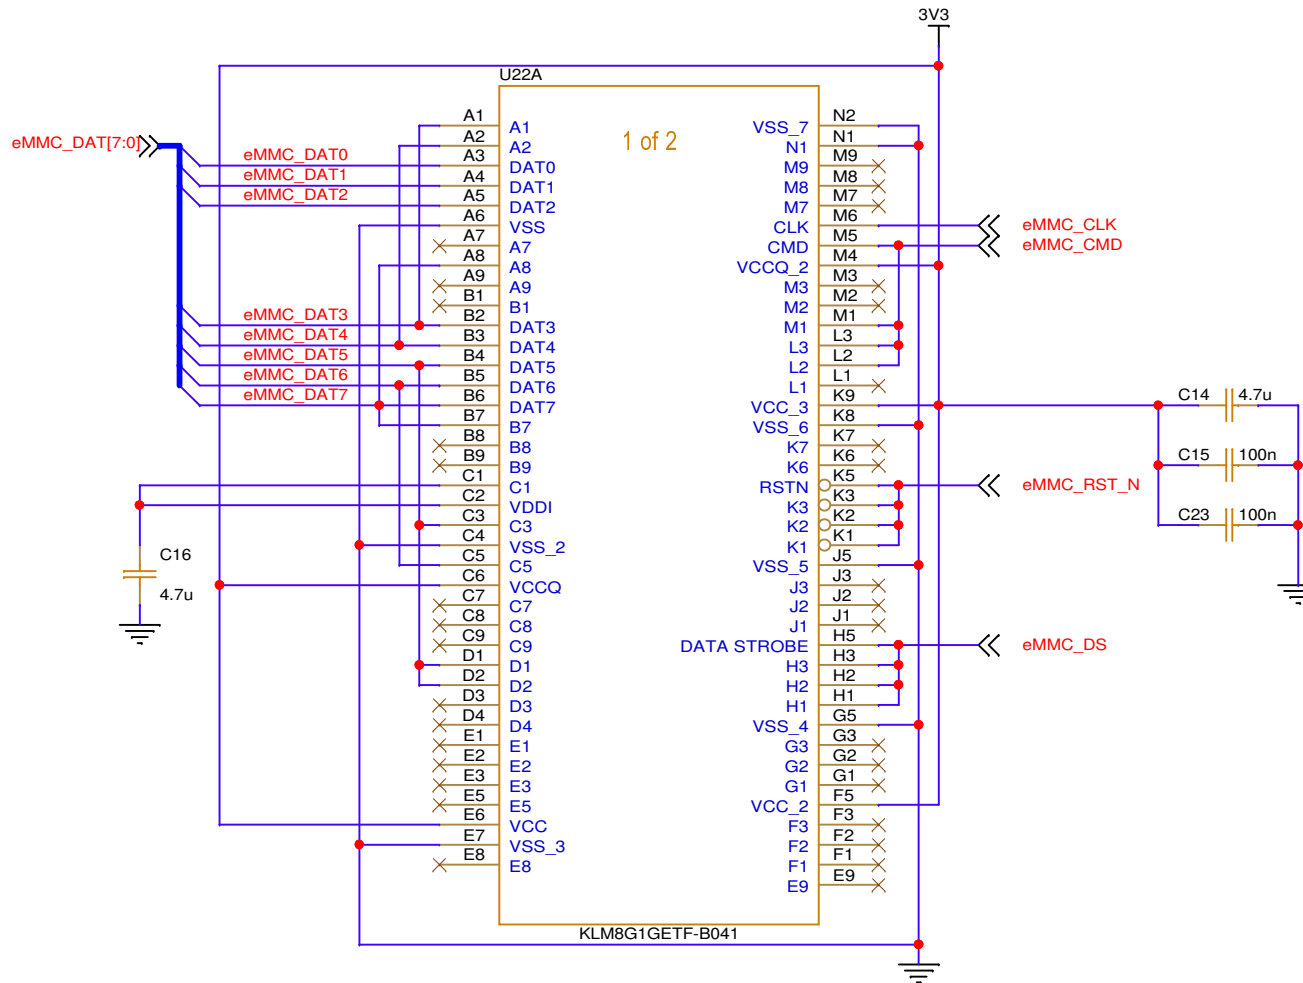 3V3
U22A
1 of 2
eMMC_DAT[7:0]
eMMC_DAT0
eMMC_DAT1
eMMC_DAT2
eMMC_DAT3
eMMC_DAT4
eMMC_DAT5
eMMC_DAT6
eMMC_DAT7
A1 A1
A2 A2
A3 DAT0
A4 DAT1
A5 DAT2
A6 VSS
A7 A7
A8 A8
A9 A9
B1 B1
B2 DAT3
B3 DAT4
B4 DAT5
B5 DAT6
B6 DAT7
B7 B7
B8 B8
B9 B9
C1 C1
C2 VDDI
C3 C3
C4 VSS_2
C5 C5
C6 VCCQ
C7 C7
C8 C8
C9 C9
D1 D1
D2 D2
D3 D3
D4 D4
E1 E1
E2 E2
E3 E3
E5 E5
E6 VCC
E7 VSS_3
E8 E8
C16
4.7u
VSS_7 N2
N1 N1
M9 M9
M8 M8
M7 M7
CLK M6
CMD M5
VCCQ_2 M4
M3 M3
M2 M2
M1 M1
L3 L3
L2 L2
L1 L1
VCC_3 K9
VSS_6 K8
K7 K7
K6 K6
RSTN K5
K3 K3
K2 K2
K1 K1
VSS_5 J5
J3 J3
J2 J2
J1 J1
DATA STROBE H5
H3 H3
H2 H2
H1 H1
VSS_4 G5
G3 G3
G2 G2
G1 G1
VCC_2 F5
F3 F3
F2 F2
F1 F1
E9 E9
eMMC_CLK
eMMC_CMD
eMMC_RST_N
eMMC_DS
C14 4.7u
C15 100n
C23 100n
KLM8G1GETF-B041